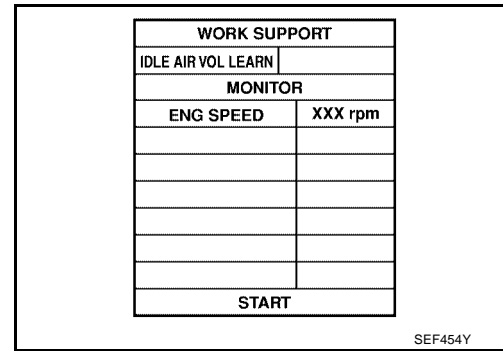 WORK SUPPORT
IDLE AIR VOL LEARN
MONITOR
ENG SPEED XXX rpm
START
SEF454Y